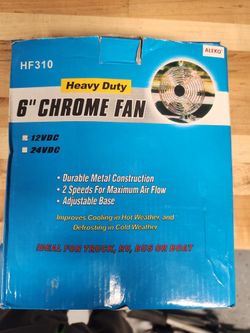 ALEKO
HF310
Heavy Duty
6" CHROME FAN
12VDC
24VDC
• Durable Metal Construction
• 2 Speeds For Maximum Air Flow
• Adjustable Base
Improves Cooling in Hot Weather, and
Defrosting in Cold Weather
IDEAL FOR TRUCK, RV, BUS OR BOAT